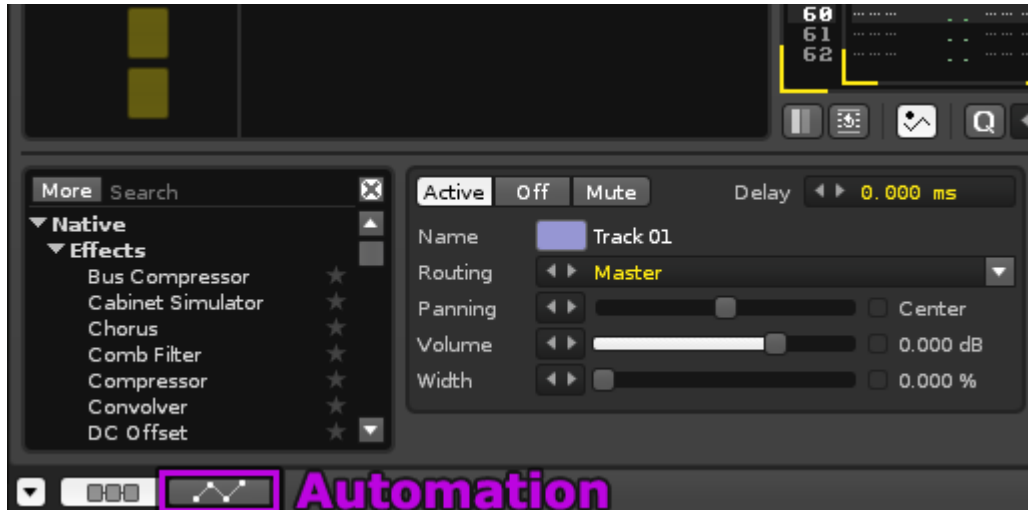 60
61
62
Q
More Search
Native
Effects
Bus Compressor
Cabinet Simulator
Chorus
Comb Filter
Compressor
Convolver
DC Offset
Active Off Mute Delay 0.000 ms
Name Track 01
Routing Master
Panning Center
Volume 0.000 dB
Width 0.000 %
Automation